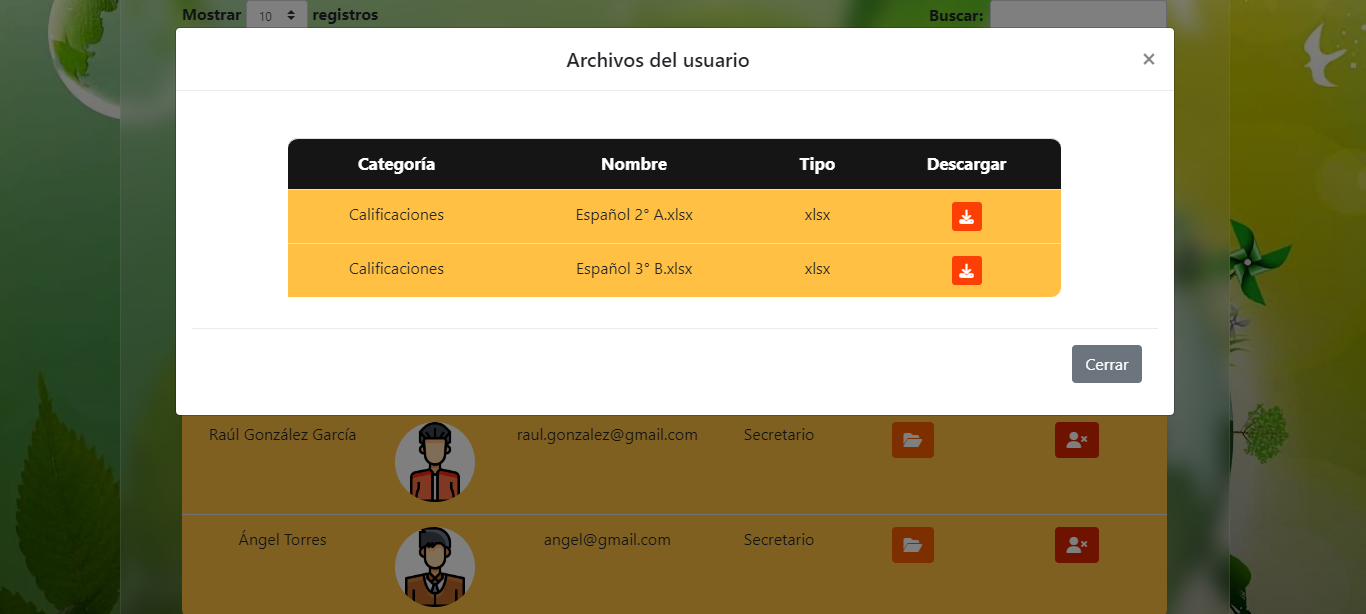 Mostrar 10 registros Buscar:
Archivos del usuario ×
Categoría Nombre Tipo Descargar
Calificaciones Español 2° A.xlsx xlsx
Calificaciones Español 3° B.xlsx xlsx
Cerrar
Raúl González García raul.gonzalez@gmail.com Secretario
Ángel Torres angel@gmail.com Secretario